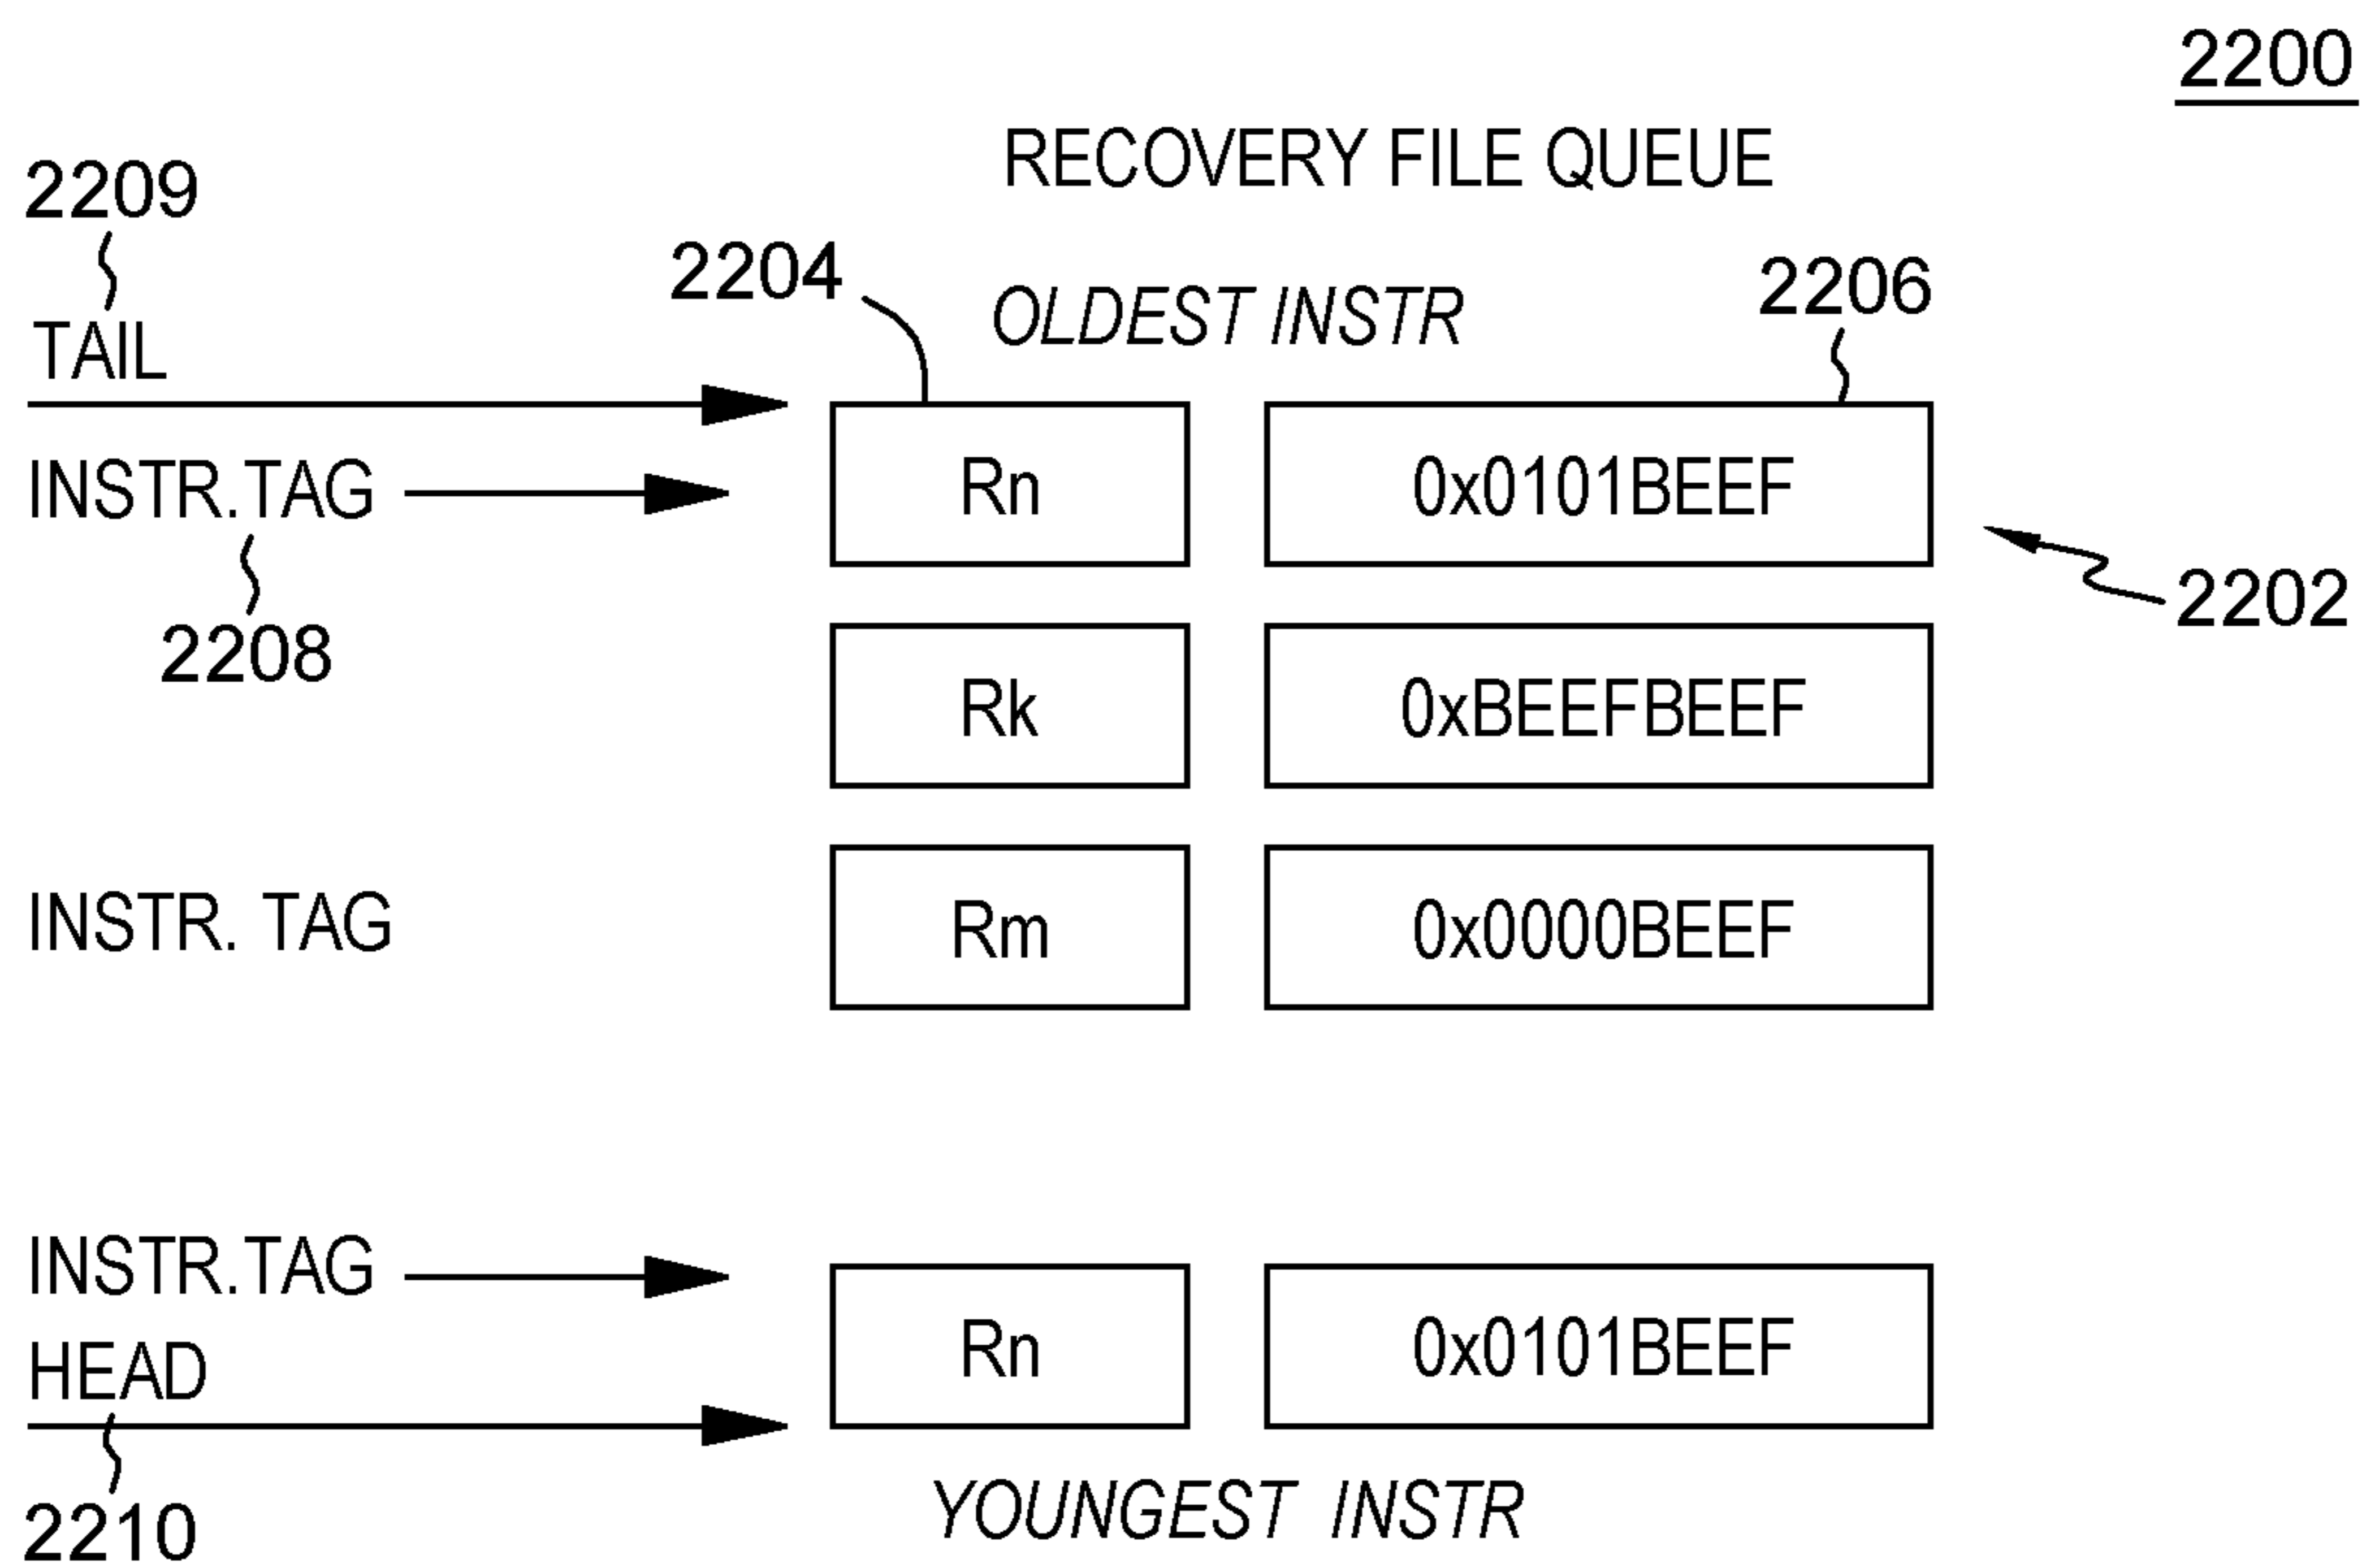 2200
RECOVERY FILE QUEUE
2209
2204
OLDEST INSTR
2206
TAIL
INSTR.TAG
Rn
0x0101BEEF
2202
2208
Rk
0xBEEFBEEF
INSTR. TAG
Rm
0x0000BEEF
INSTR.TAG
Rn
0x0101BEEF
HEAD
2210
YOUNGEST INSTR